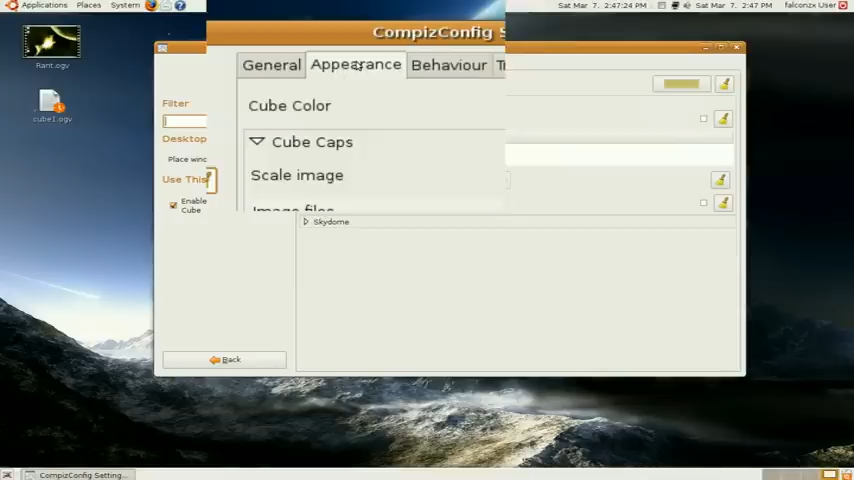 Applications Places System
Sat Mar 7, 2:47:24 PM
Sat Mar 7, 2:47 PM
falconzx User
Rant.ogv
cube1.ogv
CompizConfig S
General Appearance Behaviour
Cube Color
Cube Caps
Scale image
Image files
Filter
Desktop
Place winc
Use This
Enable
Cube
Skydome
Back
CompizConfig Setting...